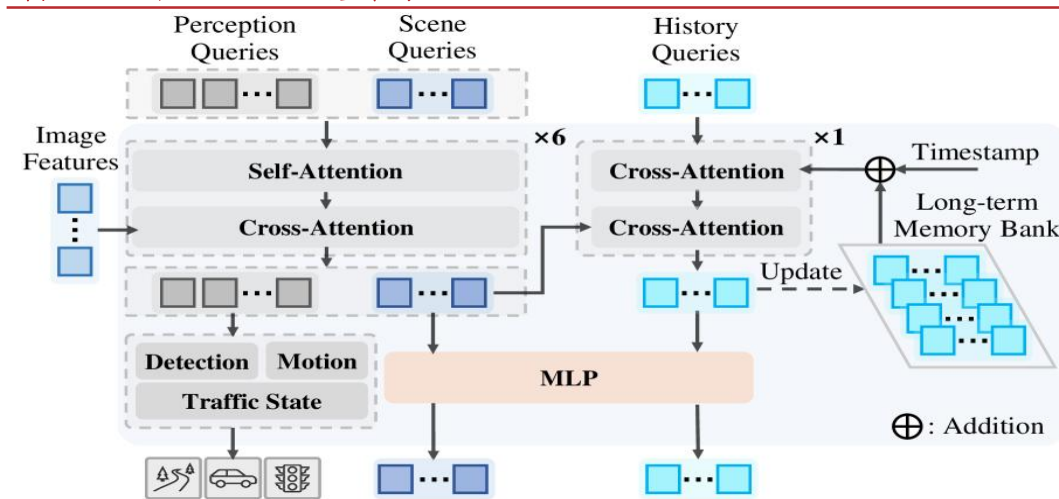 Perception
Queries
Scene
Queries
History
Queries
Image
Features
×6
×1
Self-Attention
Cross-Attention
Cross-Attention
Cross-Attention
Timestamp
Long-term
Memory Bank
Update
Detection
Motion
Traffic State
MLP
⊕: Addition